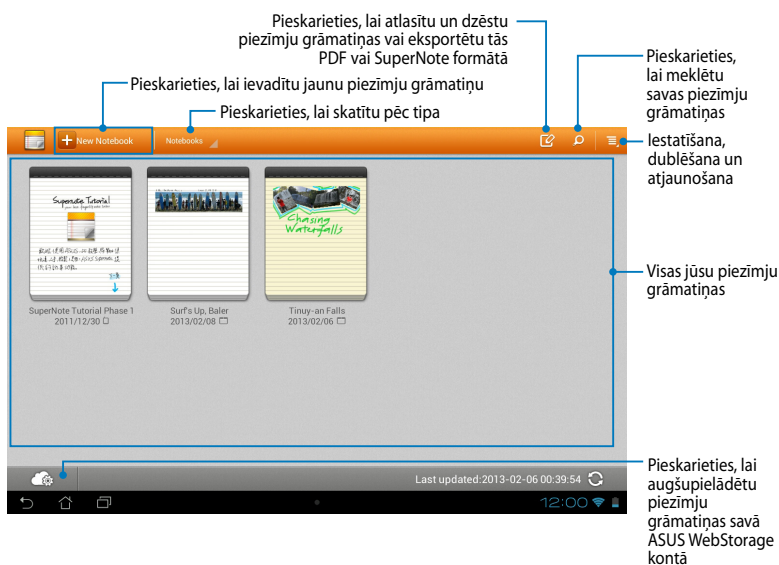 Pieskarieties, lai atlasītu un dzēstu
piezīmju grāmatiņas vai eksportētu tās
PDF vai SuperNote formātā
Pieskarieties, lai ievadītu jaunu piezīmju grāmatiņu
Pieskarieties, lai skatītu pēc tipa
Pieskarieties,
lai meklētu
savas piezīmju
grāmatiņas
Iestatīšana,
dublēšana un
atjaunošana
New Notebook
Notebooks
Supernote Tutorial
Chasing
Waterfalls
SuperNote Tutorial Phase 1
2011/12/30
Surf's Up, Baler
2013/02/08
Tinuy-an Falls
2013/02/06
Visas jūsu piezīmju
grāmatiņas
Last updated:2013-02-06 00:39:54
12:00
Pieskarieties, lai
augšupielādētu
piezīmju
grāmatiņas savā
ASUS WebStorage
kontā